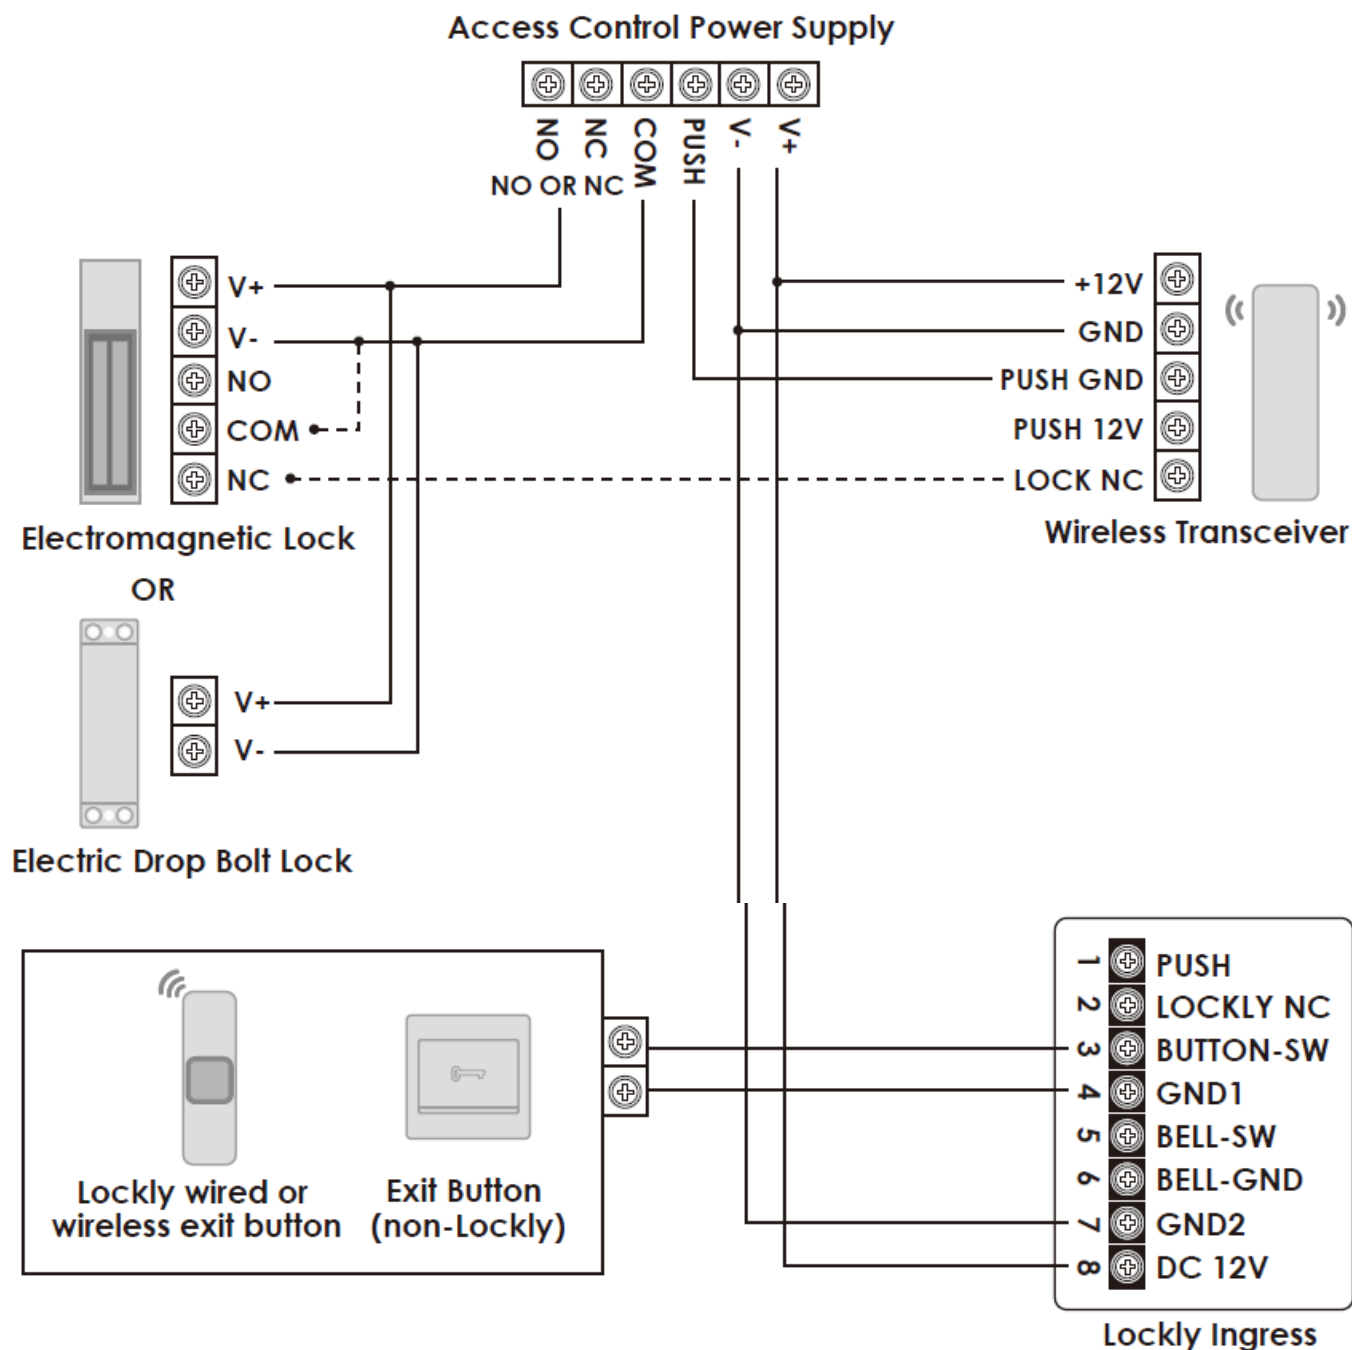 Access Control Power Supply
NO
NC
COM
PUSH
V-
V+
NO OR NC
V+
V-
NO
COM
NC
Electromagnetic Lock
OR
V+
V-
Electric Drop Bolt Lock
+12V
GND
PUSH GND
PUSH 12V
LOCK NC
Wireless Transceiver
Lockly wired or
wireless exit button
Exit Button
(non-Lockly)
1 PUSH
2 LOCKLY NC
3 BUTTON-SW
4 GND1
5 BELL-SW
6 BELL-GND
7 GND2
8 DC 12V
Lockly Ingress